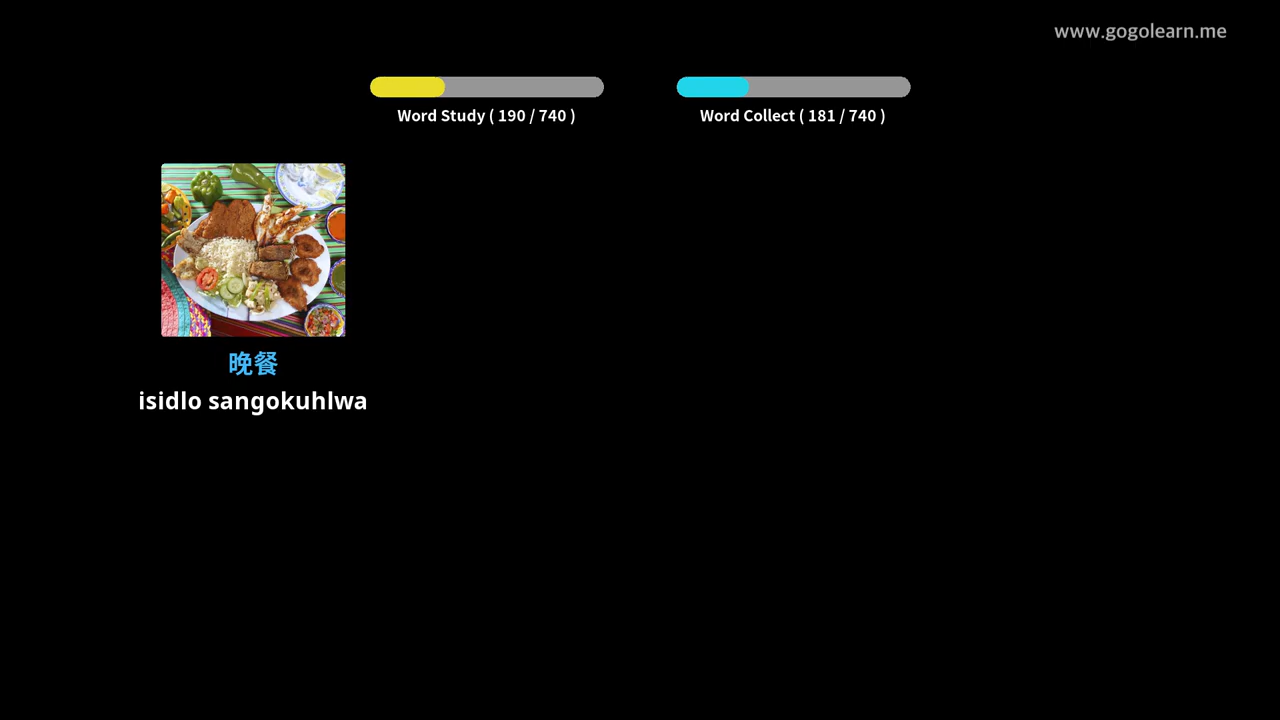 www.gogolearn.me
Word Study ( 190 / 740 )
Word Collect ( 181 / 740 )
晚餐
isidlo sangokuhlwa